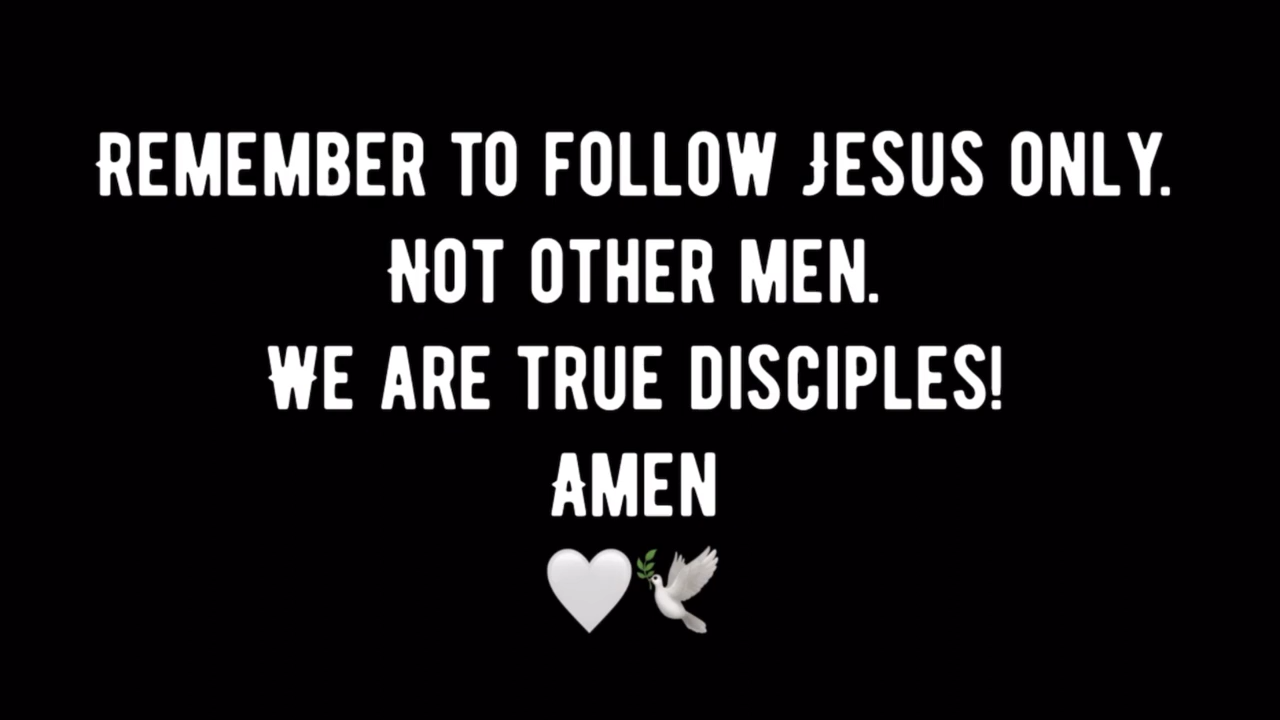 Remember to follow Jesus only.
Not other men.
We are true disciples!
Amen
🤍🕊️